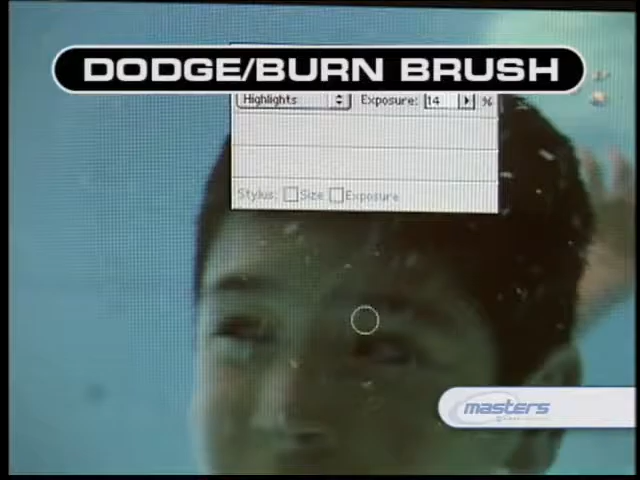 DODGE/BURN BRUSH
Highlights Exposure: 14 %
Stylus: Size Exposure
masters